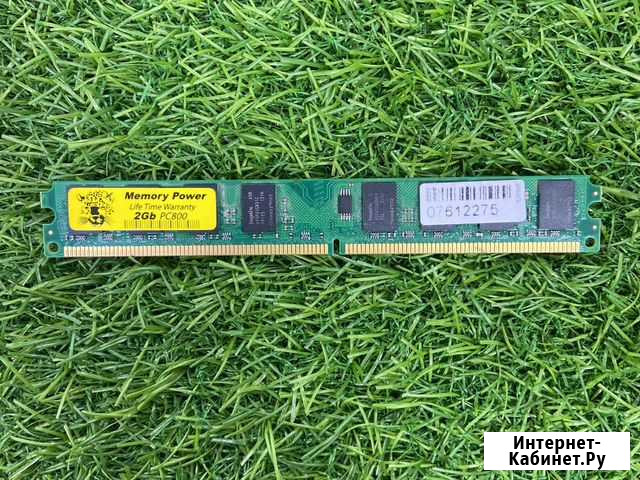 Memory Power
Life Time Warranty
2Gb PC800
07612275
Интернет-
Кабинет.Ру